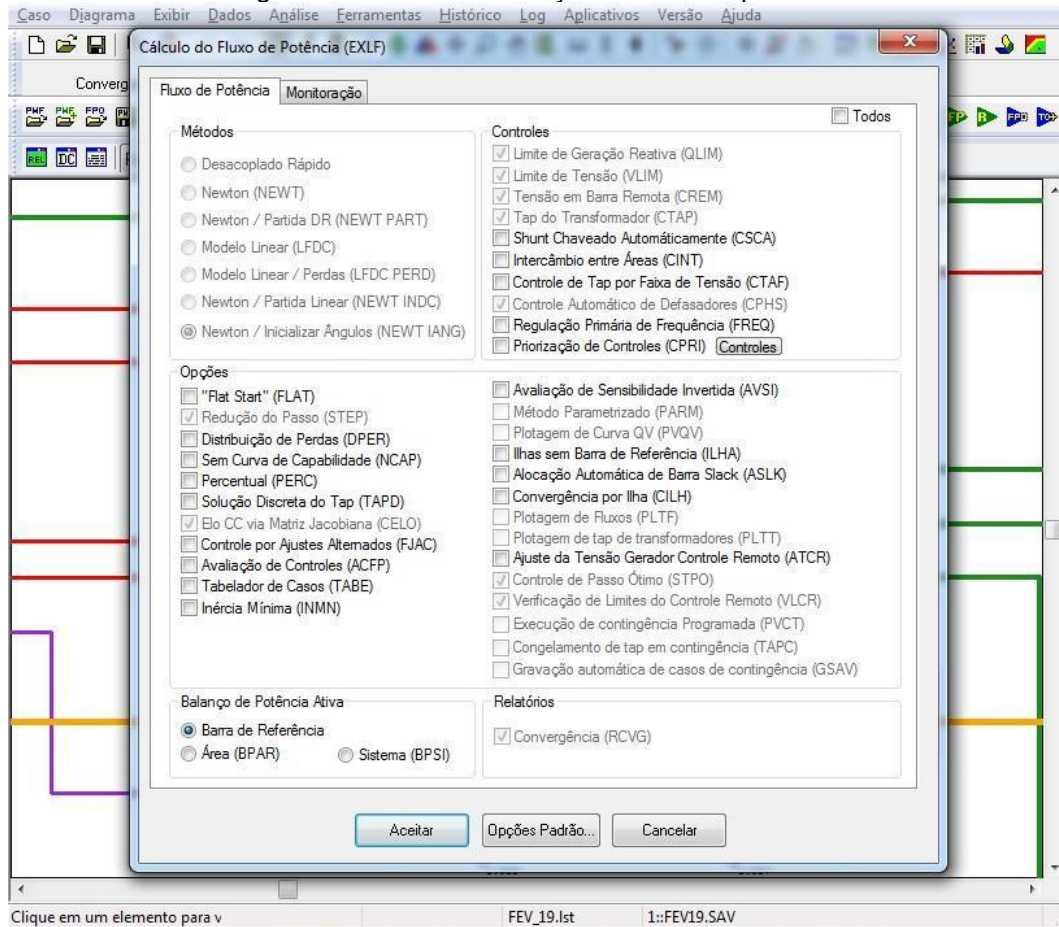 Caso Diagrama Exibir Dados Análise Ferramentas Histórico Log Aplicativos Versão Ajuda
Cálculo do Fluxo de Potência (EXLF)
Converg
Fluxo de Potência Monitoração
Todos
Métodos
Desacoplado Rápido
Newton (NEWT)
Newton / Partida DR (NEWT PART)
Modelo Linear (LFDC)
Modelo Linear / Perdas (LFDC PERD)
Newton / Partida Linear (NEWT INDC)
Newton / Inicializar Ângulos (NEWT IANG)
Controles
Limite de Geração Reativa (QLIM)
Limite de Tensão (VLIM)
Tensão em Barra Remota (CREM)
Tap do Transformador (CTAP)
Shunt Chaveado Automáticamente (CSCA)
Intercâmbio entre Áreas (CINT)
Controle de Tap por Faixa de Tensão (CTAF)
Controle Automático de Defasadores (CPHS)
Regulação Primária de Frequência (FREQ)
Priorização de Controles (CPRI) Controles
Opções
"Flat Start" (FLAT)
Redução do Passo (STEP)
Distribuição de Perdas (DPER)
Sem Curva de Capabilidade (NCAP)
Percentual (PERC)
Solução Discreta do Tap (TAPD)
Elo CC via Matriz Jacobiana (CELO)
Controle por Ajustes Alternados (FJAC)
Avaliação de Controles (ACFP)
Tabelador de Casos (TABE)
Inércia Mínima (INMN)
Avaliação de Sensibilidade Invertida (AVSI)
Método Parametrizado (PARM)
Plotagem de Curva QV (PVQV)
Ilhas sem Barra de Referência (ILHA)
Alocação Automática de Barra Slack (ASLK)
Convergência por Ilha (CILH)
Plotagem de Fluxos (PLTF)
Plotagem de tap de transformadores (PLTT)
Ajuste da Tensão Gerador Controle Remoto (ATCR)
Controle de Passo Ótimo (STPO)
Verificação de Limites do Controle Remoto (VLCR)
Execução de contingência Programada (PVCT)
Congelamento de tap em contingência (TAPC)
Gravação automática de casos de contingência (GSAV)
Balanço de Potência Ativa
Barra de Referência
Área (BPAR) Sistema (BPSI)
Relatórios
Convergência (RCVG)
Aceitar Opções Padrão... Cancelar
Clique em um elemento para v FEV_19.lst 1::FEV19.SAV